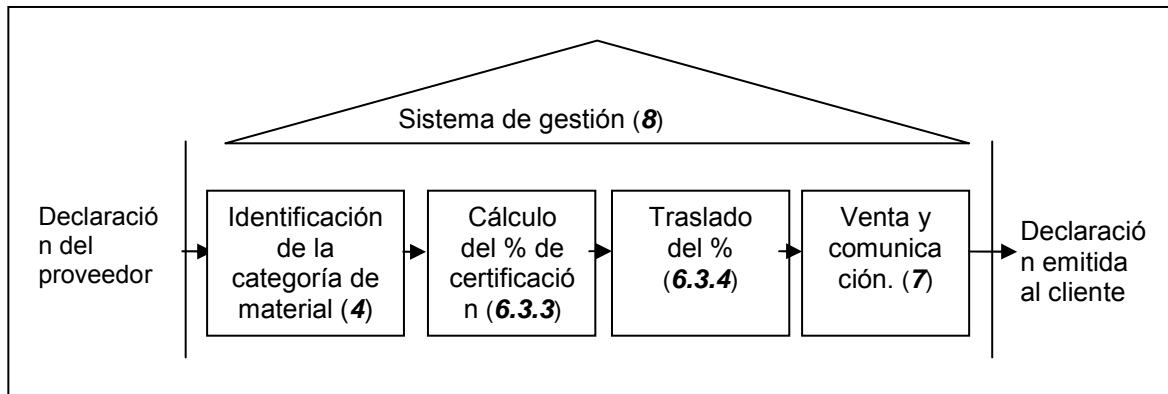 Sistema de gestión (8)
Declaració
n del
proveedor
Identificación
de la
categoría de
material (4)
Cálculo
del % de
certificació
n (6.3.3)
Traslado
del %
(6.3.4)
Venta y
comunica
ción. (7)
Declaració
n emitida
al cliente